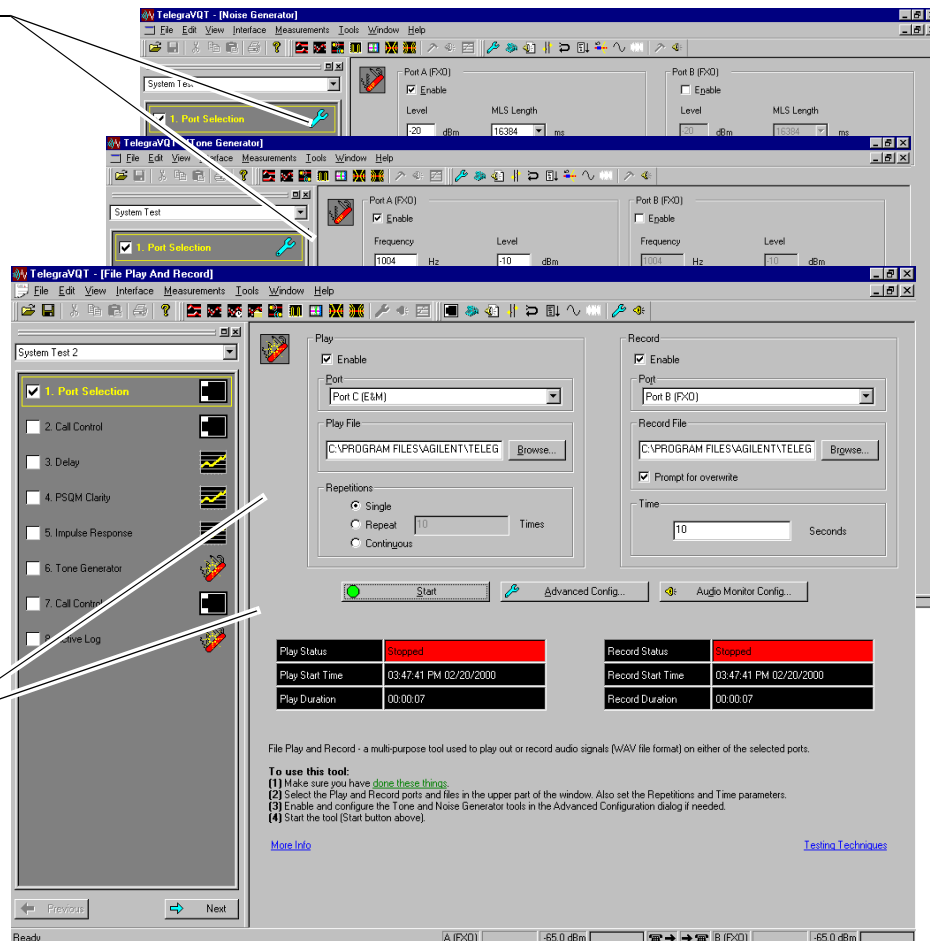 TelegraVQT - [Noise Generator]
File Edit View Interface Measurements Tools Window Help
Port A (FXO)
Port B (FXO)
System Test
Enable
Enable
Level
MLS Length
Level
MLS Length
1. Port Selection
-20 dBm 16384 ms
-20 dBm 16384 ms
TelegraVQT - [Tone Generator]
File Edit View Interface Measurements Tools Window Help
Port A (FXO)
Port B (FXO)
System Test
Enable
Enable
Frequency
Level
Frequency
Level
1. Port Selection
1004 Hz -10 dBm
1004 Hz -10 dBm
TelegraVQT - [File Play And Record]
File Edit View Interface Measurements Tools Window Help
System Test 2
1. Port Selection
2. Call Control
3. Delay
4. PSQM Clarity
5. Impulse Response
6. Tone Generator
7. Call Control
8. Active Log
Previous
Next
Play
Enable
Port
Port C (E&M)
Play File
C:\PROGRAM FILES\AGILENT\TELEG
Browse...
Repetitions
Single
Repeat 10 Times
Continuous
Record
Enable
Port
Port B (FXO)
Record File
C:\PROGRAM FILES\AGILENT\TELEG
Browse...
Prompt for overwrite
Time
10 Seconds
Start
Advanced Config...
Audio Monitor Config...
Play Status Stopped
Play Start Time 03:47:41 PM 02/20/2000
Play Duration 00:00:07
Record Status Stopped
Record Start Time 03:47:41 PM 02/20/2000
Record Duration 00:00:07
File Play and Record - a multi-purpose tool used to play out or record audio signals (WAV file format) on either of the selected ports.
To use this tool:
(1) Make sure you have done these things.
(2) Select the Play and Record ports and files in the upper part of the window. Also set the Repetitions and Time parameters.
(3) Enable and configure the Tone and Noise Generator tools in the Advanced Configuration dialog if needed.
(4) Start the tool (Start button above).
More Info
Testing Techniques
Ready
A (FXO)
-65.0 dBm
B (FXO)
-65.0 dBm